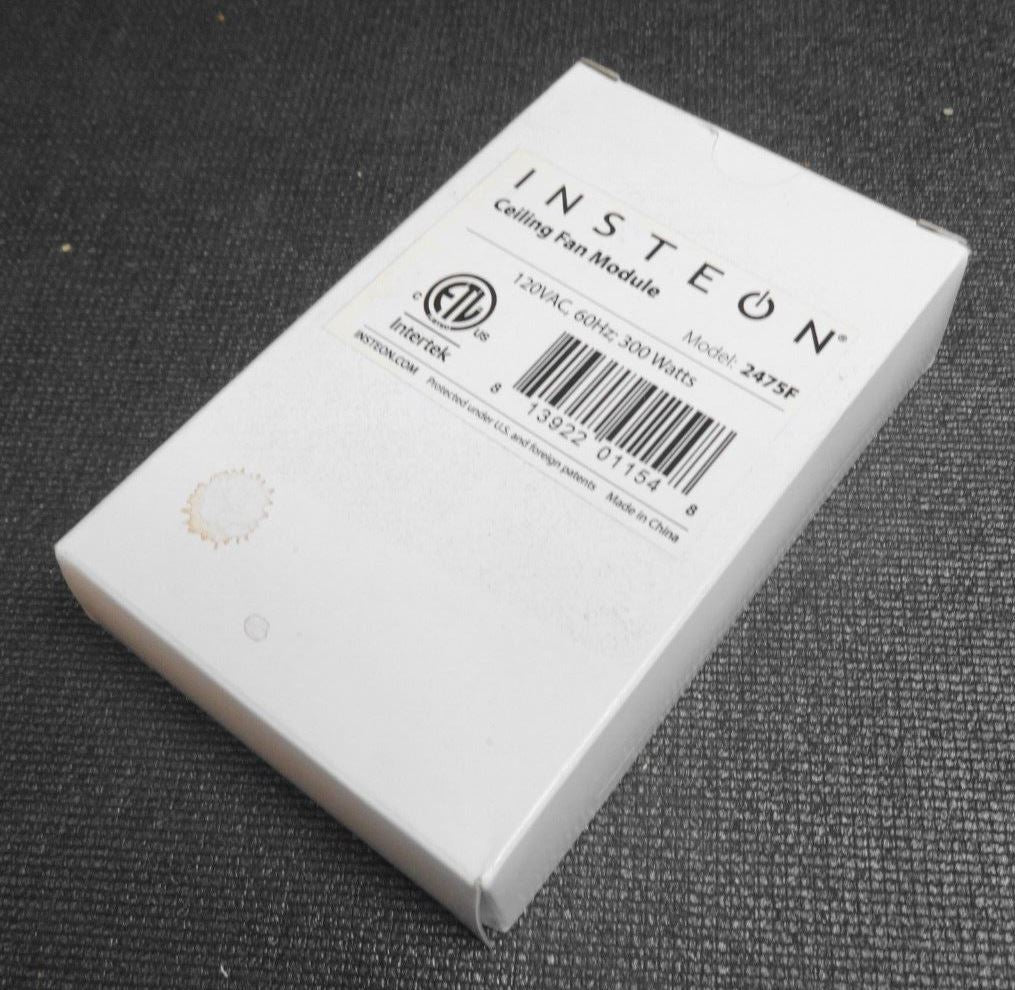 INSTEON®
Ceiling Fan Module
Model: 2475F
120VAC, 60Hz, 300 Watts
C ETL US
Intertek
8 13922 01154 8
INSTEON.COM Protected under U.S. and foreign patents Made in China